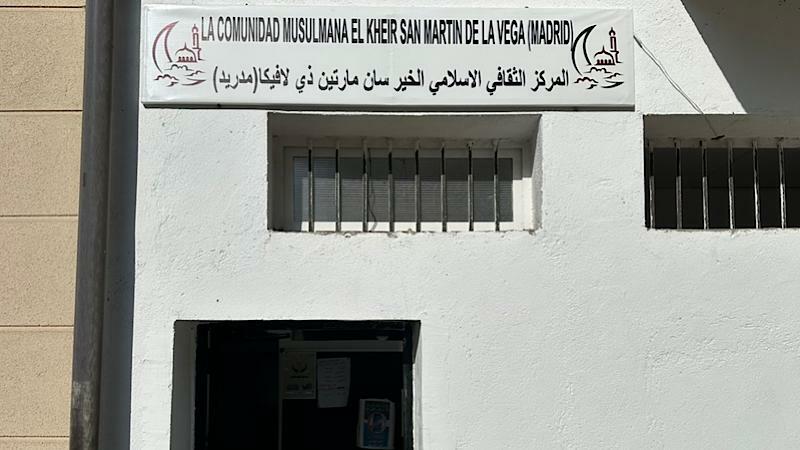 LA COMUNIDAD MUSULMANA EL KHEIR SAN MARTIN DE LA VEGA (MADRID)
المركز الثقافي الاسلامي الخير سان مارتين ذي لافيكا(مدريد)